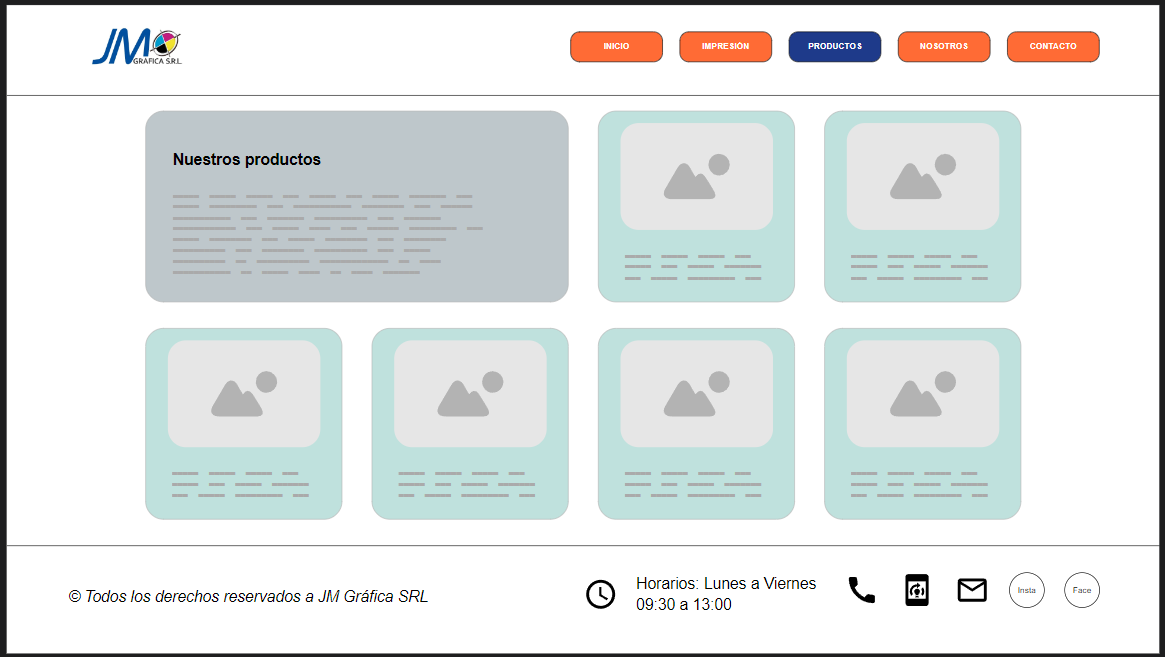 JM
GRAFICA S.R.L.
INICIO
IMPRESIÓN
PRODUCTOS
NOSOTROS
CONTACTO
Nuestros productos
© Todos los derechos reservados a JM Gráfica SRL
Horarios: Lunes a Viernes
09:30 a 13:00
Insta
Face